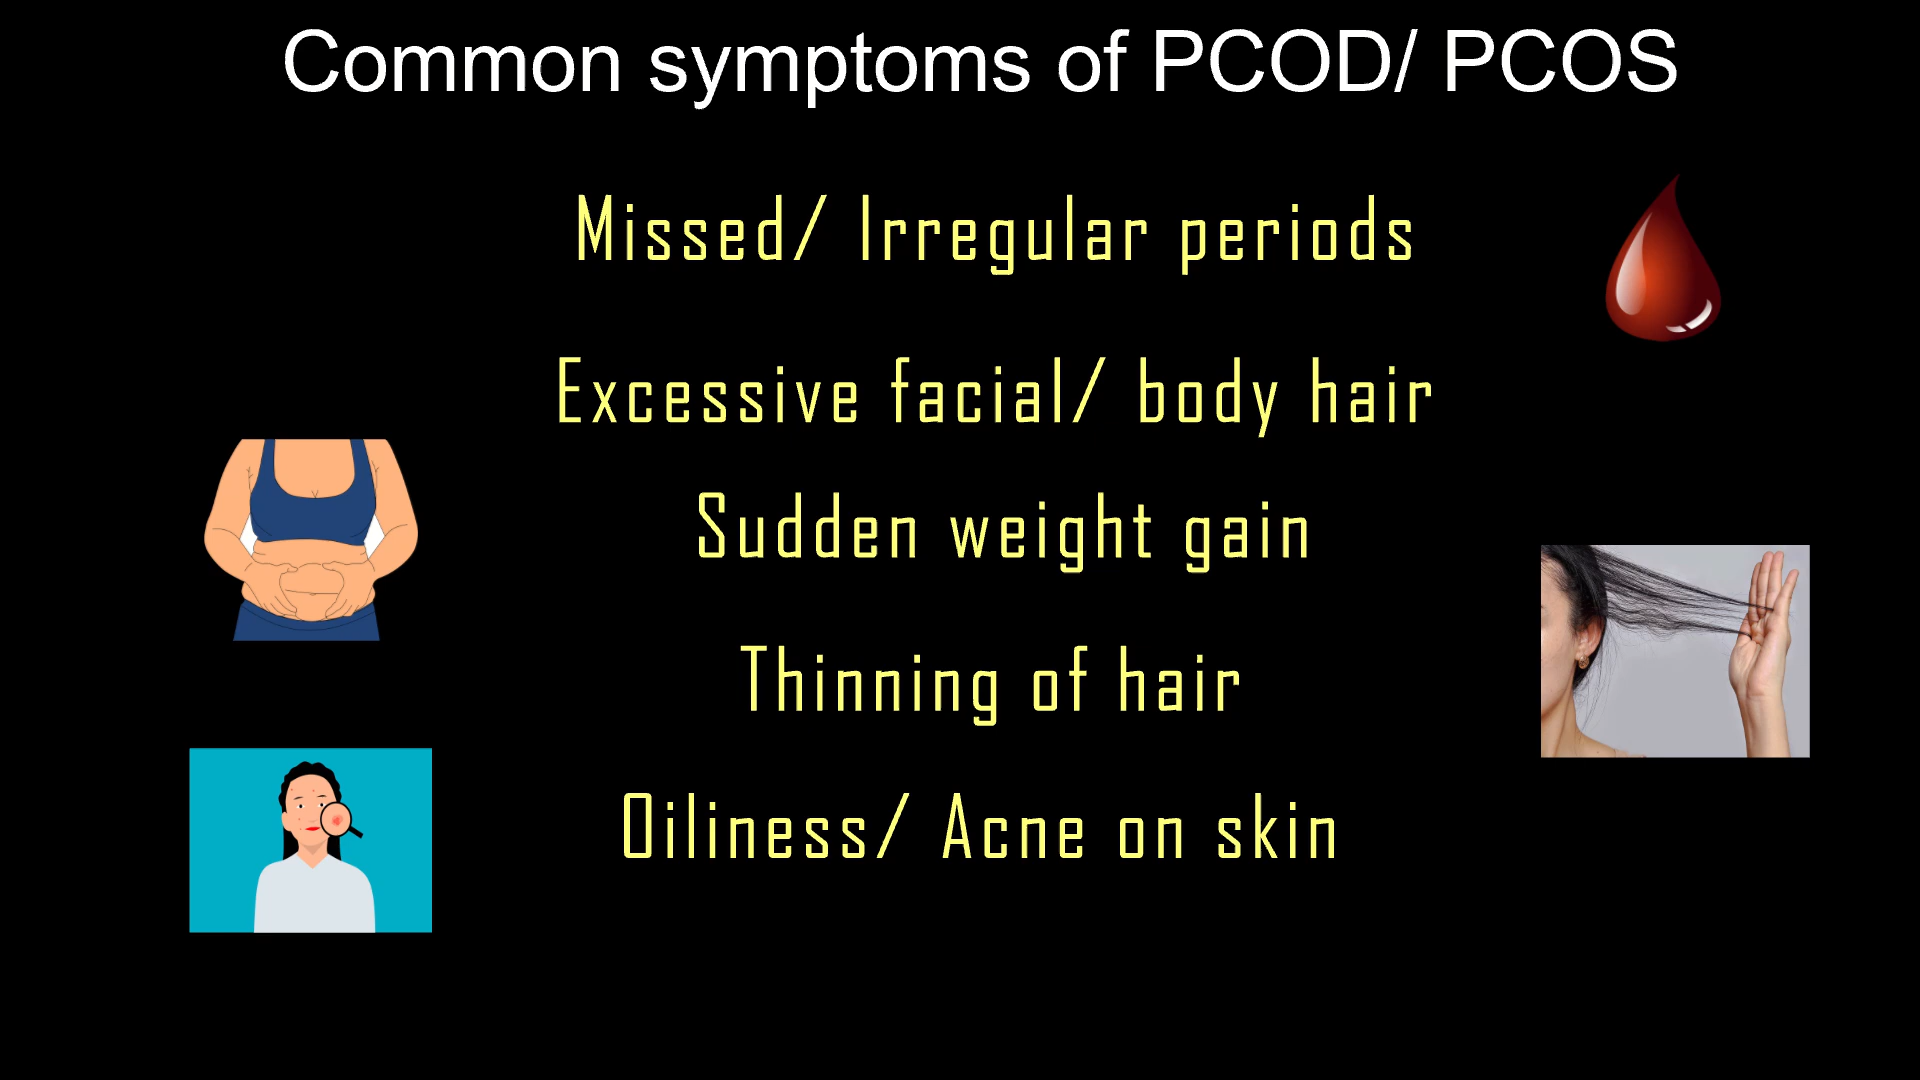 Common symptoms of PCOD/ PCOS
Missed/ Irregular periods
Excessive facial/ body hair
Sudden weight gain
Thinning of hair
Oiliness/ Acne on skin